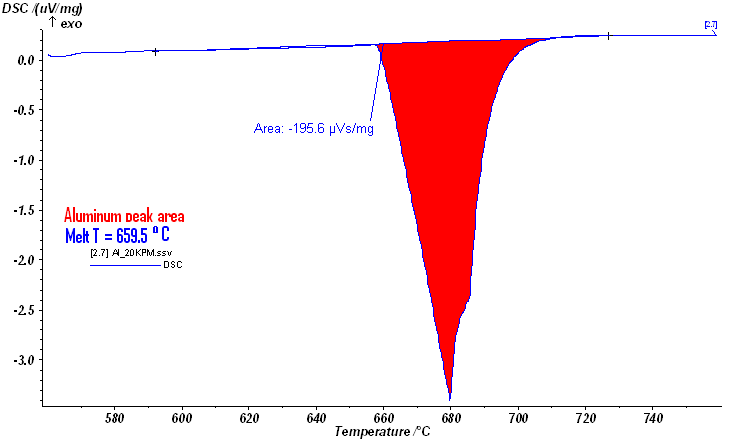 DSC /(uV/mg)
↑ exo
[2.7]
0.0
-0.5
Area: -195.6 µVs/mg
-1.0
-1.5
Aluminum peak area
Melt T = 659.5 °C
[2.7] Al_20KPM.ssv
DSC
-2.0
-2.5
-3.0
580 600 620 640 660 680 700 720 740
Temperature /°C